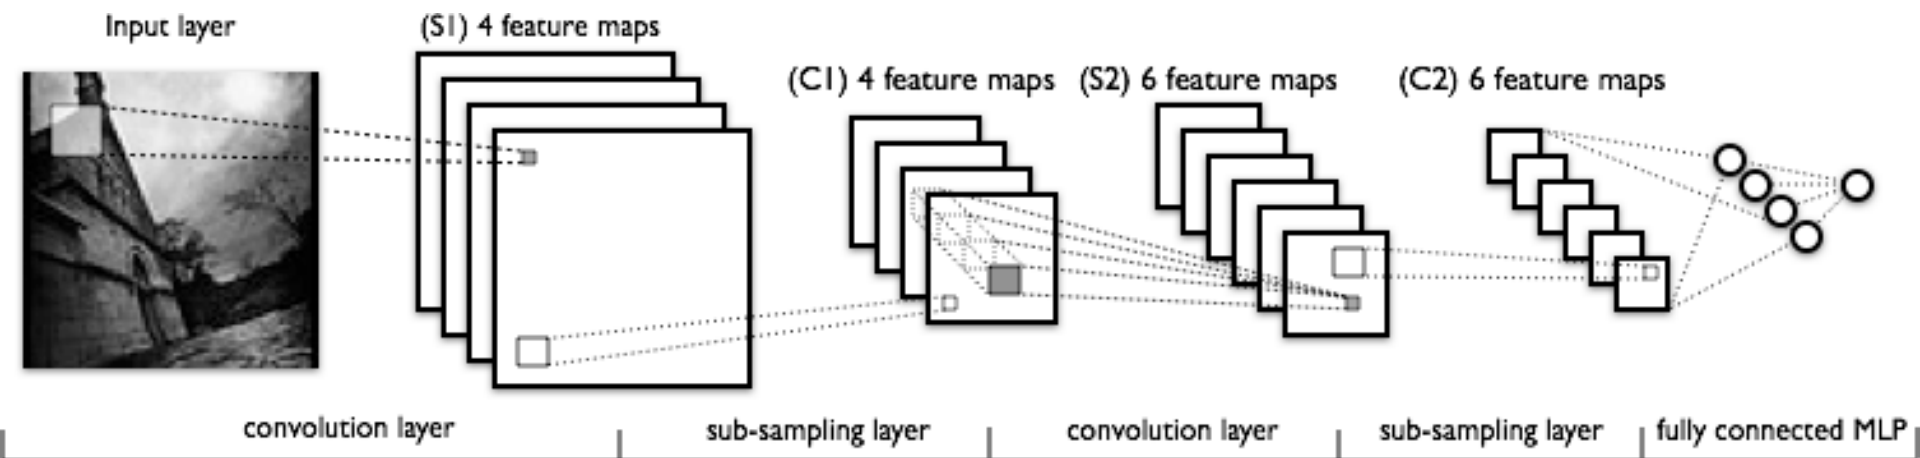 Input layer
(S1) 4 feature maps
(C1) 4 feature maps
(S2) 6 feature maps
(C2) 6 feature maps
convolution layer
sub-sampling layer
convolution layer
sub-sampling layer
fully connected MLP